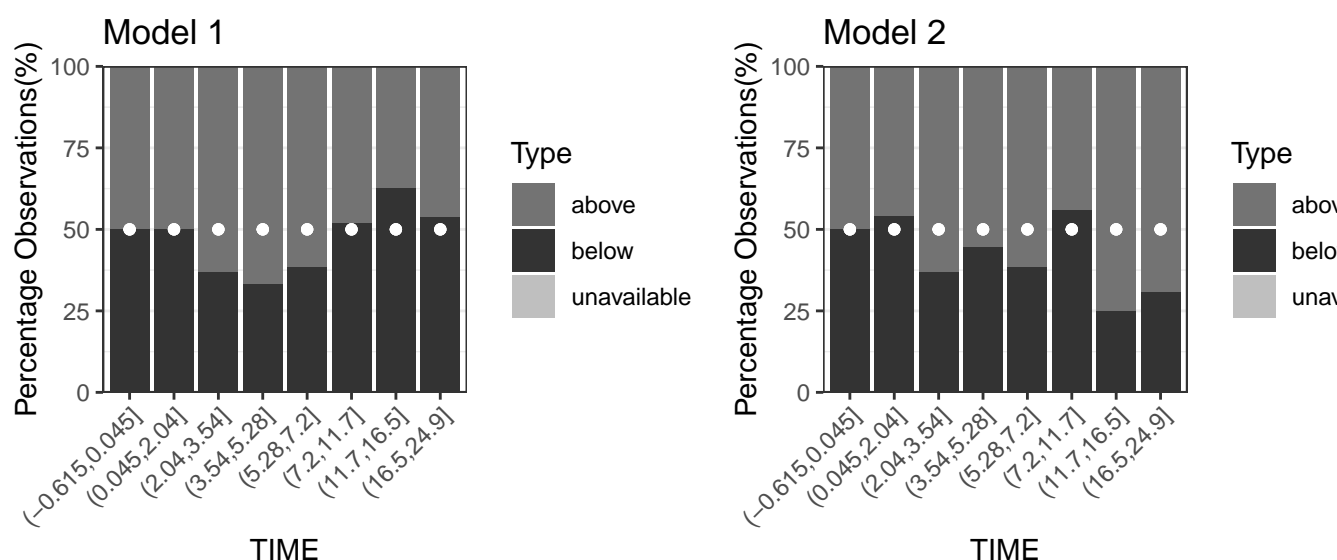 Model 1
Percentage Observations(%)
100
75
50
25
0
(−0.615,0.045]
(0.045,2.04]
(2.04,3.54]
(3.54,5.28]
(5.28,7.2]
(7.2,11.7]
(11.7,16.5]
(16.5,24.9]
TIME
Type
above
below
unavailable
Model 2
Percentage Observations(%)
100
75
50
25
0
(−0.615,0.045]
(0.045,2.04]
(2.04,3.54]
(3.54,5.28]
(5.28,7.2]
(7.2,11.7]
(11.7,16.5]
(16.5,24.9]
TIME
Type